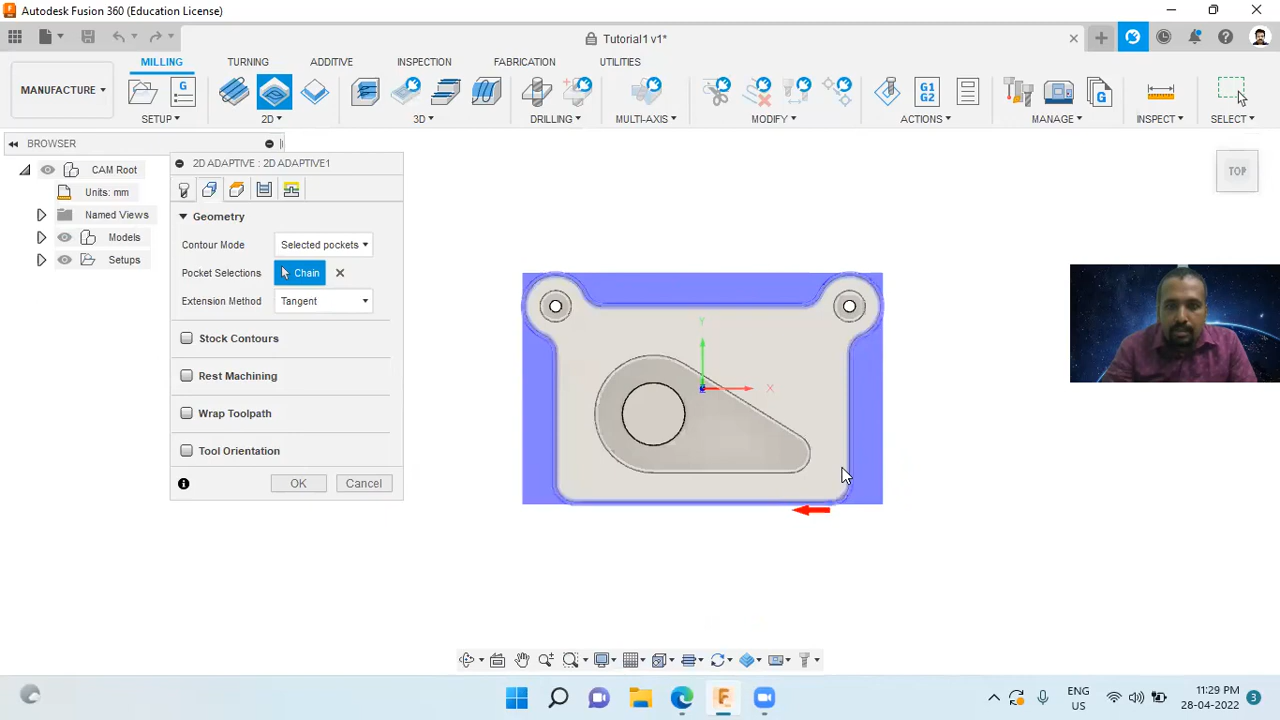 Autodesk Fusion 360 (Education License)
Tutorial1 v1*
MILLING TURNING ADDITIVE INSPECTION FABRICATION UTILITIES
MANUFACTURE
G
G1
G2
G
SETUP 2D 3D DRILLING MULTI-AXIS MODIFY ACTIONS MANAGE INSPECT SELECT
BROWSER
2D ADAPTIVE : 2D ADAPTIVE1
CAM Root
Units: mm
Named Views
Models
Setups
Geometry
Contour Mode Selected pockets
Pocket Selections Chain
Extension Method Tangent
Stock Contours
Rest Machining
Wrap Toolpath
Tool Orientation
OK Cancel
TOP
Y
X
ENG
US
11:29 PM
28-04-2022
3